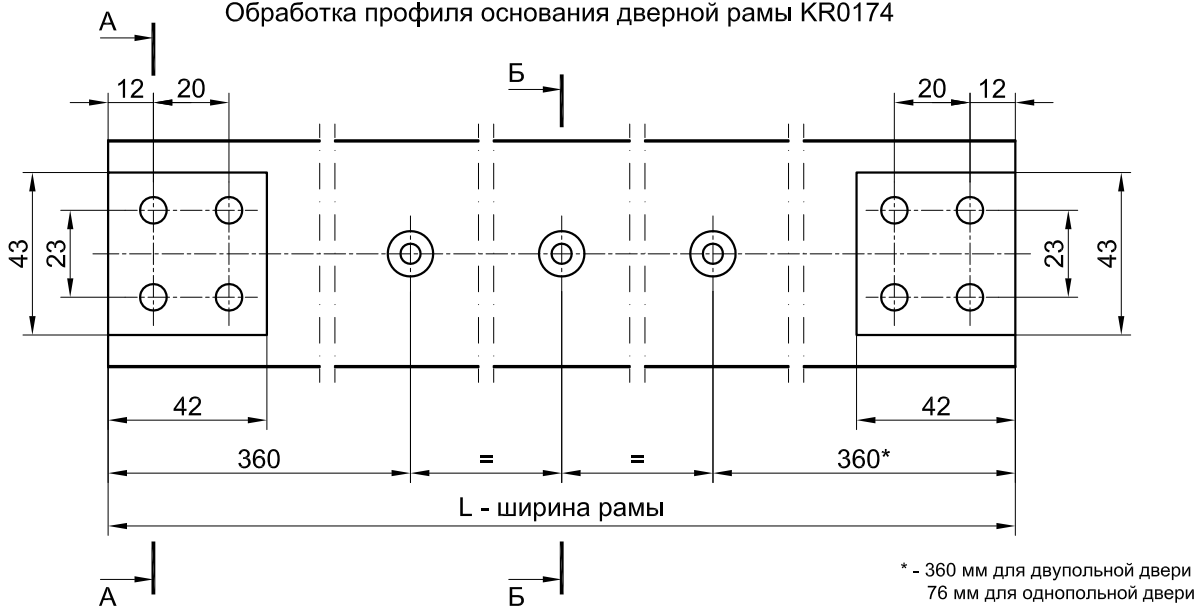 Обработка профиля основания дверной рамы KR0174
А
Б
12
20
20
12
43
23
23
43
42
42
360
=
=
360*
L - ширина рамы
А
Б
* - 360 мм для двупольной двери
76 мм для однопольной двери